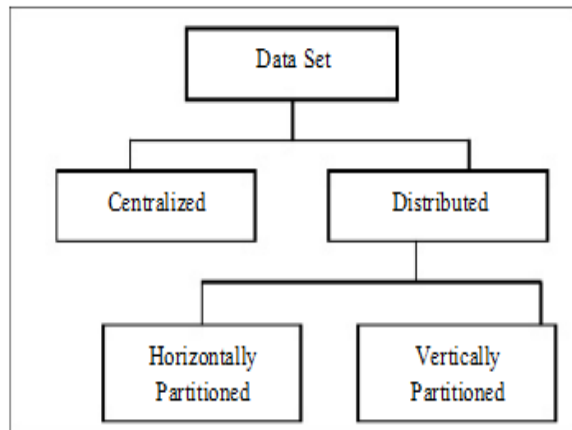 Data Set
Centralized
Distributed
Horizontally
Partitioned
Vertically
Partitioned